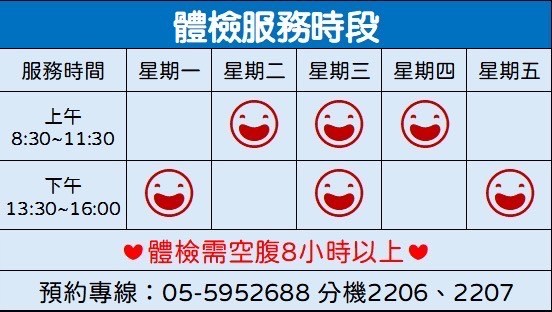 體檢服務時段
服務時間 星期一 星期二 星期三 星期四 星期五
上午
8:30~11:30
下午
13:30~16:00
體檢需空腹8小時以上
預約專線：05-5952688 分機2206、2207